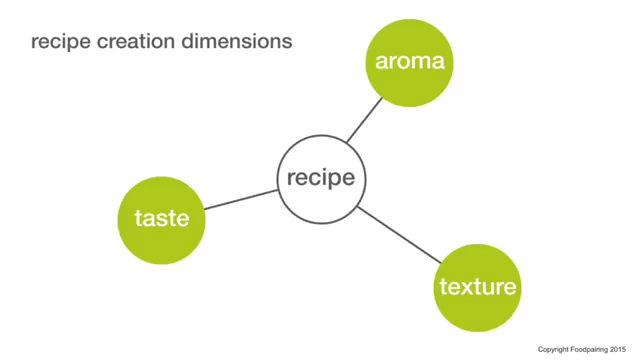 recipe creation dimensions
aroma
recipe
taste
texture
Copyright Foodpairing 2015